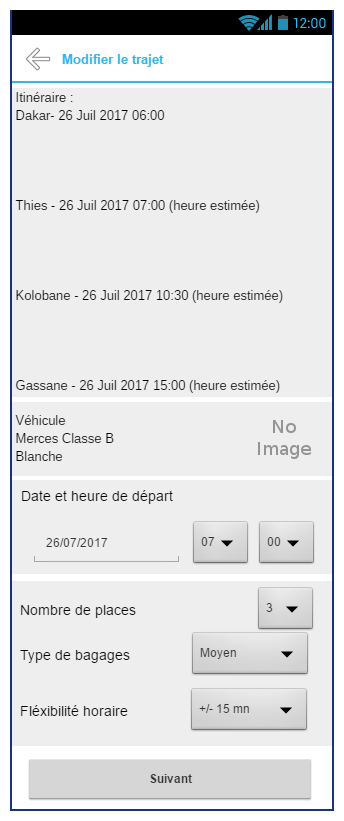 12:00
Modifier le trajet
Itinéraire :
Dakar- 26 Juil 2017 06:00
Thies - 26 Juil 2017 07:00 (heure estimée)
Kolobane - 26 Juil 2017 10:30 (heure estimée)
Gassane - 26 Juil 2017 15:00 (heure estimée)
Véhicule
Merces Classe B
Blanche
No
Image
Date et heure de départ
26/07/2017 07 00
Nombre de places 3
Type de bagages Moyen
Fléxibilité horaire +/- 15 mn
Suivant